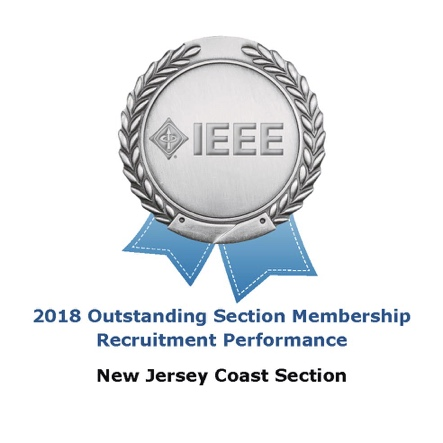 IEEE
2018 Outstanding Section Membership
Recruitment Performance
New Jersey Coast Section